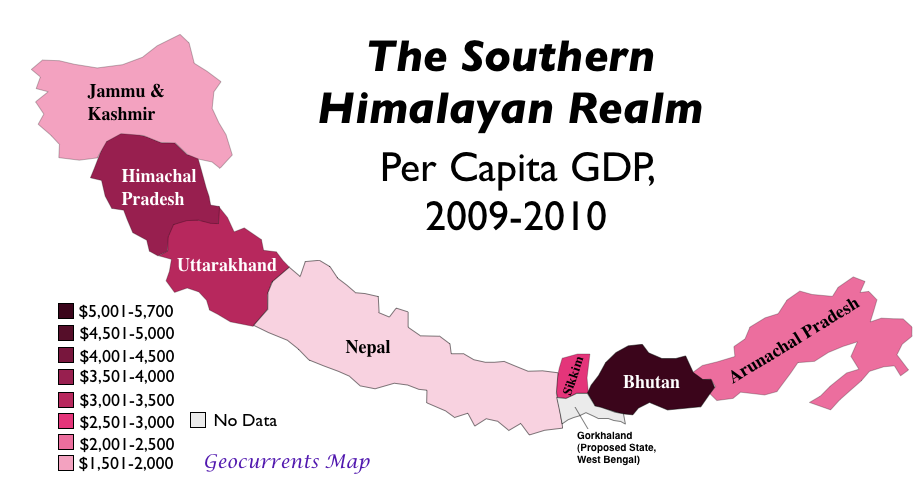 The Southern
Himalayan Realm
Per Capita GDP,
2009-2010
Jammu &
Kashmir
Himachal
Pradesh
Uttarakhand
Nepal
Sikkim
Bhutan
Arunachal Pradesh
Gorkhaland
(Proposed State,
West Bengal)
$5,001-5,700
$4,501-5,000
$4,001-4,500
$3,501-4,000
$3,001-3,500
$2,501-3,000
$2,001-2,500
$1,501-2,000
No Data
Geocurrents Map